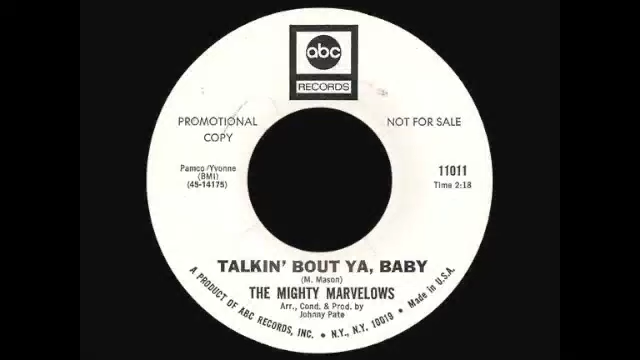 abc
RECORDS
PROMOTIONAL
COPY
NOT FOR SALE
Pamco/Yvonne
(BMI)
(45-14175)
11011
Time 2:18
TALKIN' BOUT YA, BABY
(M. Mason)
THE MIGHTY MARVELOWS
Arr., Cond. & Prod. by
Johnny Pate
A PRODUCT OF ABC RECORDS, INC. • N.Y., N.Y. 10019 • Made in U.S.A.